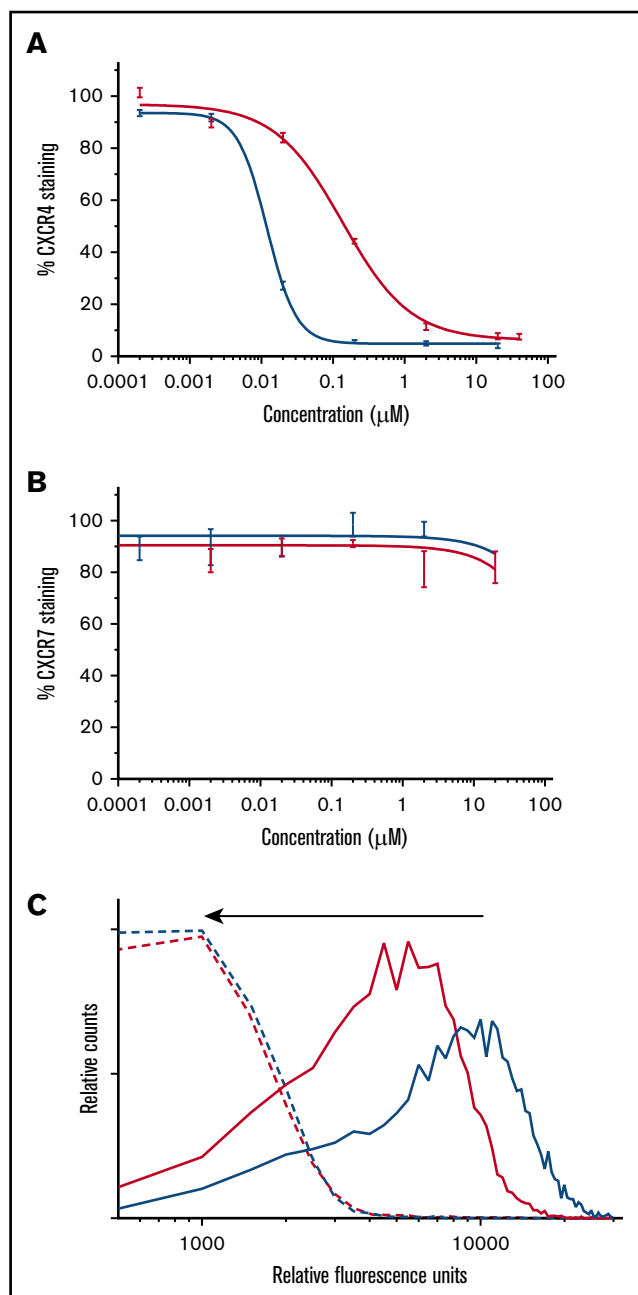 A
% CXCR4 staining
100
80
60
40
20
0
0.0001 0.001 0.01 0.1 1 10 100
Concentration (μM)
B
% CXCR7 staining
100
80
60
40
20
0
0.0001 0.001 0.01 0.1 1 10 100
Concentration (μM)
C
Relative counts
1000 10000
Relative fluorescence units